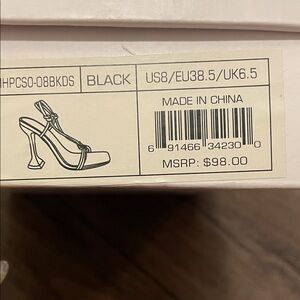 HPCS0-08BKDS BLACK US8/EU38.5/UK6.5
MADE IN CHINA
6 91466 34230 0
MSRP: $98.00